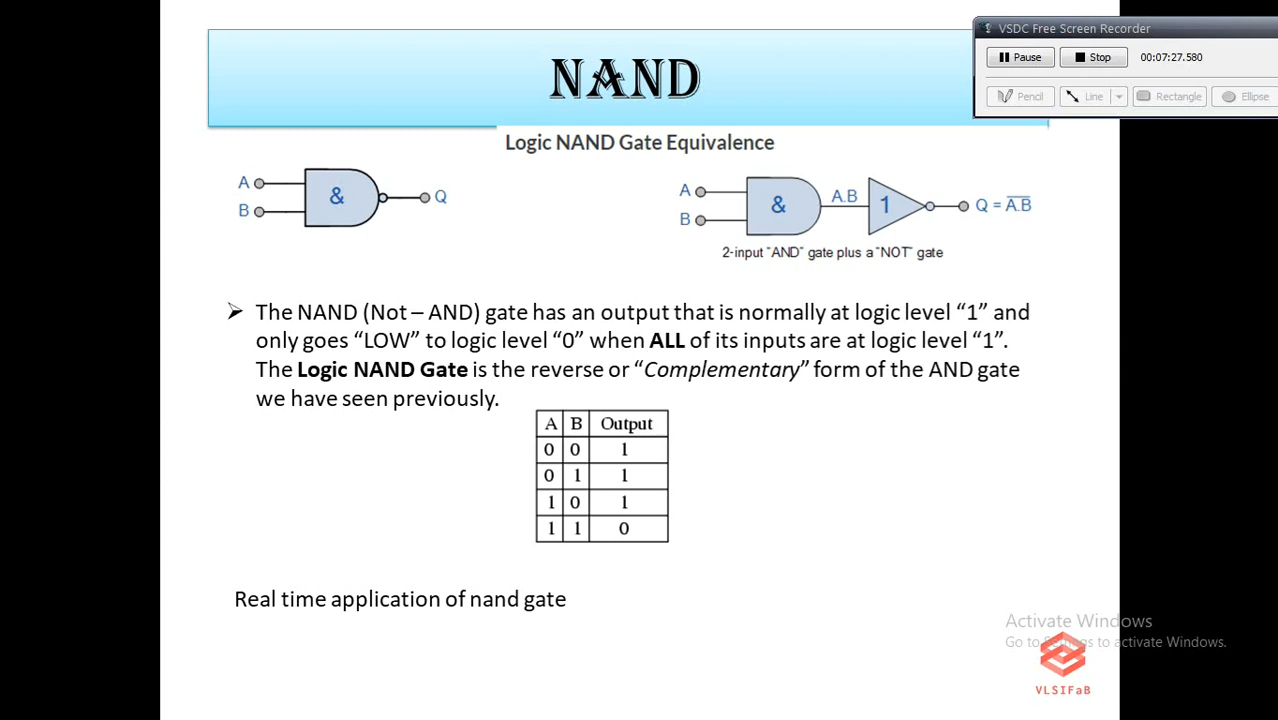 NAND
VSDC Free Screen Recorder
Pause
Stop
00:07:27.580
Pencil
Line
Rectangle
Ellipse
Logic NAND Gate Equivalence
A
B
&
Q
A
B
&
A.B
1
Q = A.B
2-input "AND" gate plus a "NOT" gate
➢ The NAND (Not – AND) gate has an output that is normally at logic level “1” and
only goes “LOW” to logic level “0” when ALL of its inputs are at logic level “1”.
The Logic NAND Gate is the reverse or “Complementary” form of the AND gate
we have seen previously.
A B Output
0 0 1
0 1 1
1 0 1
1 1 0
Real time application of nand gate
Activate Windows
Go to Settings to activate Windows.
VLSIFaB